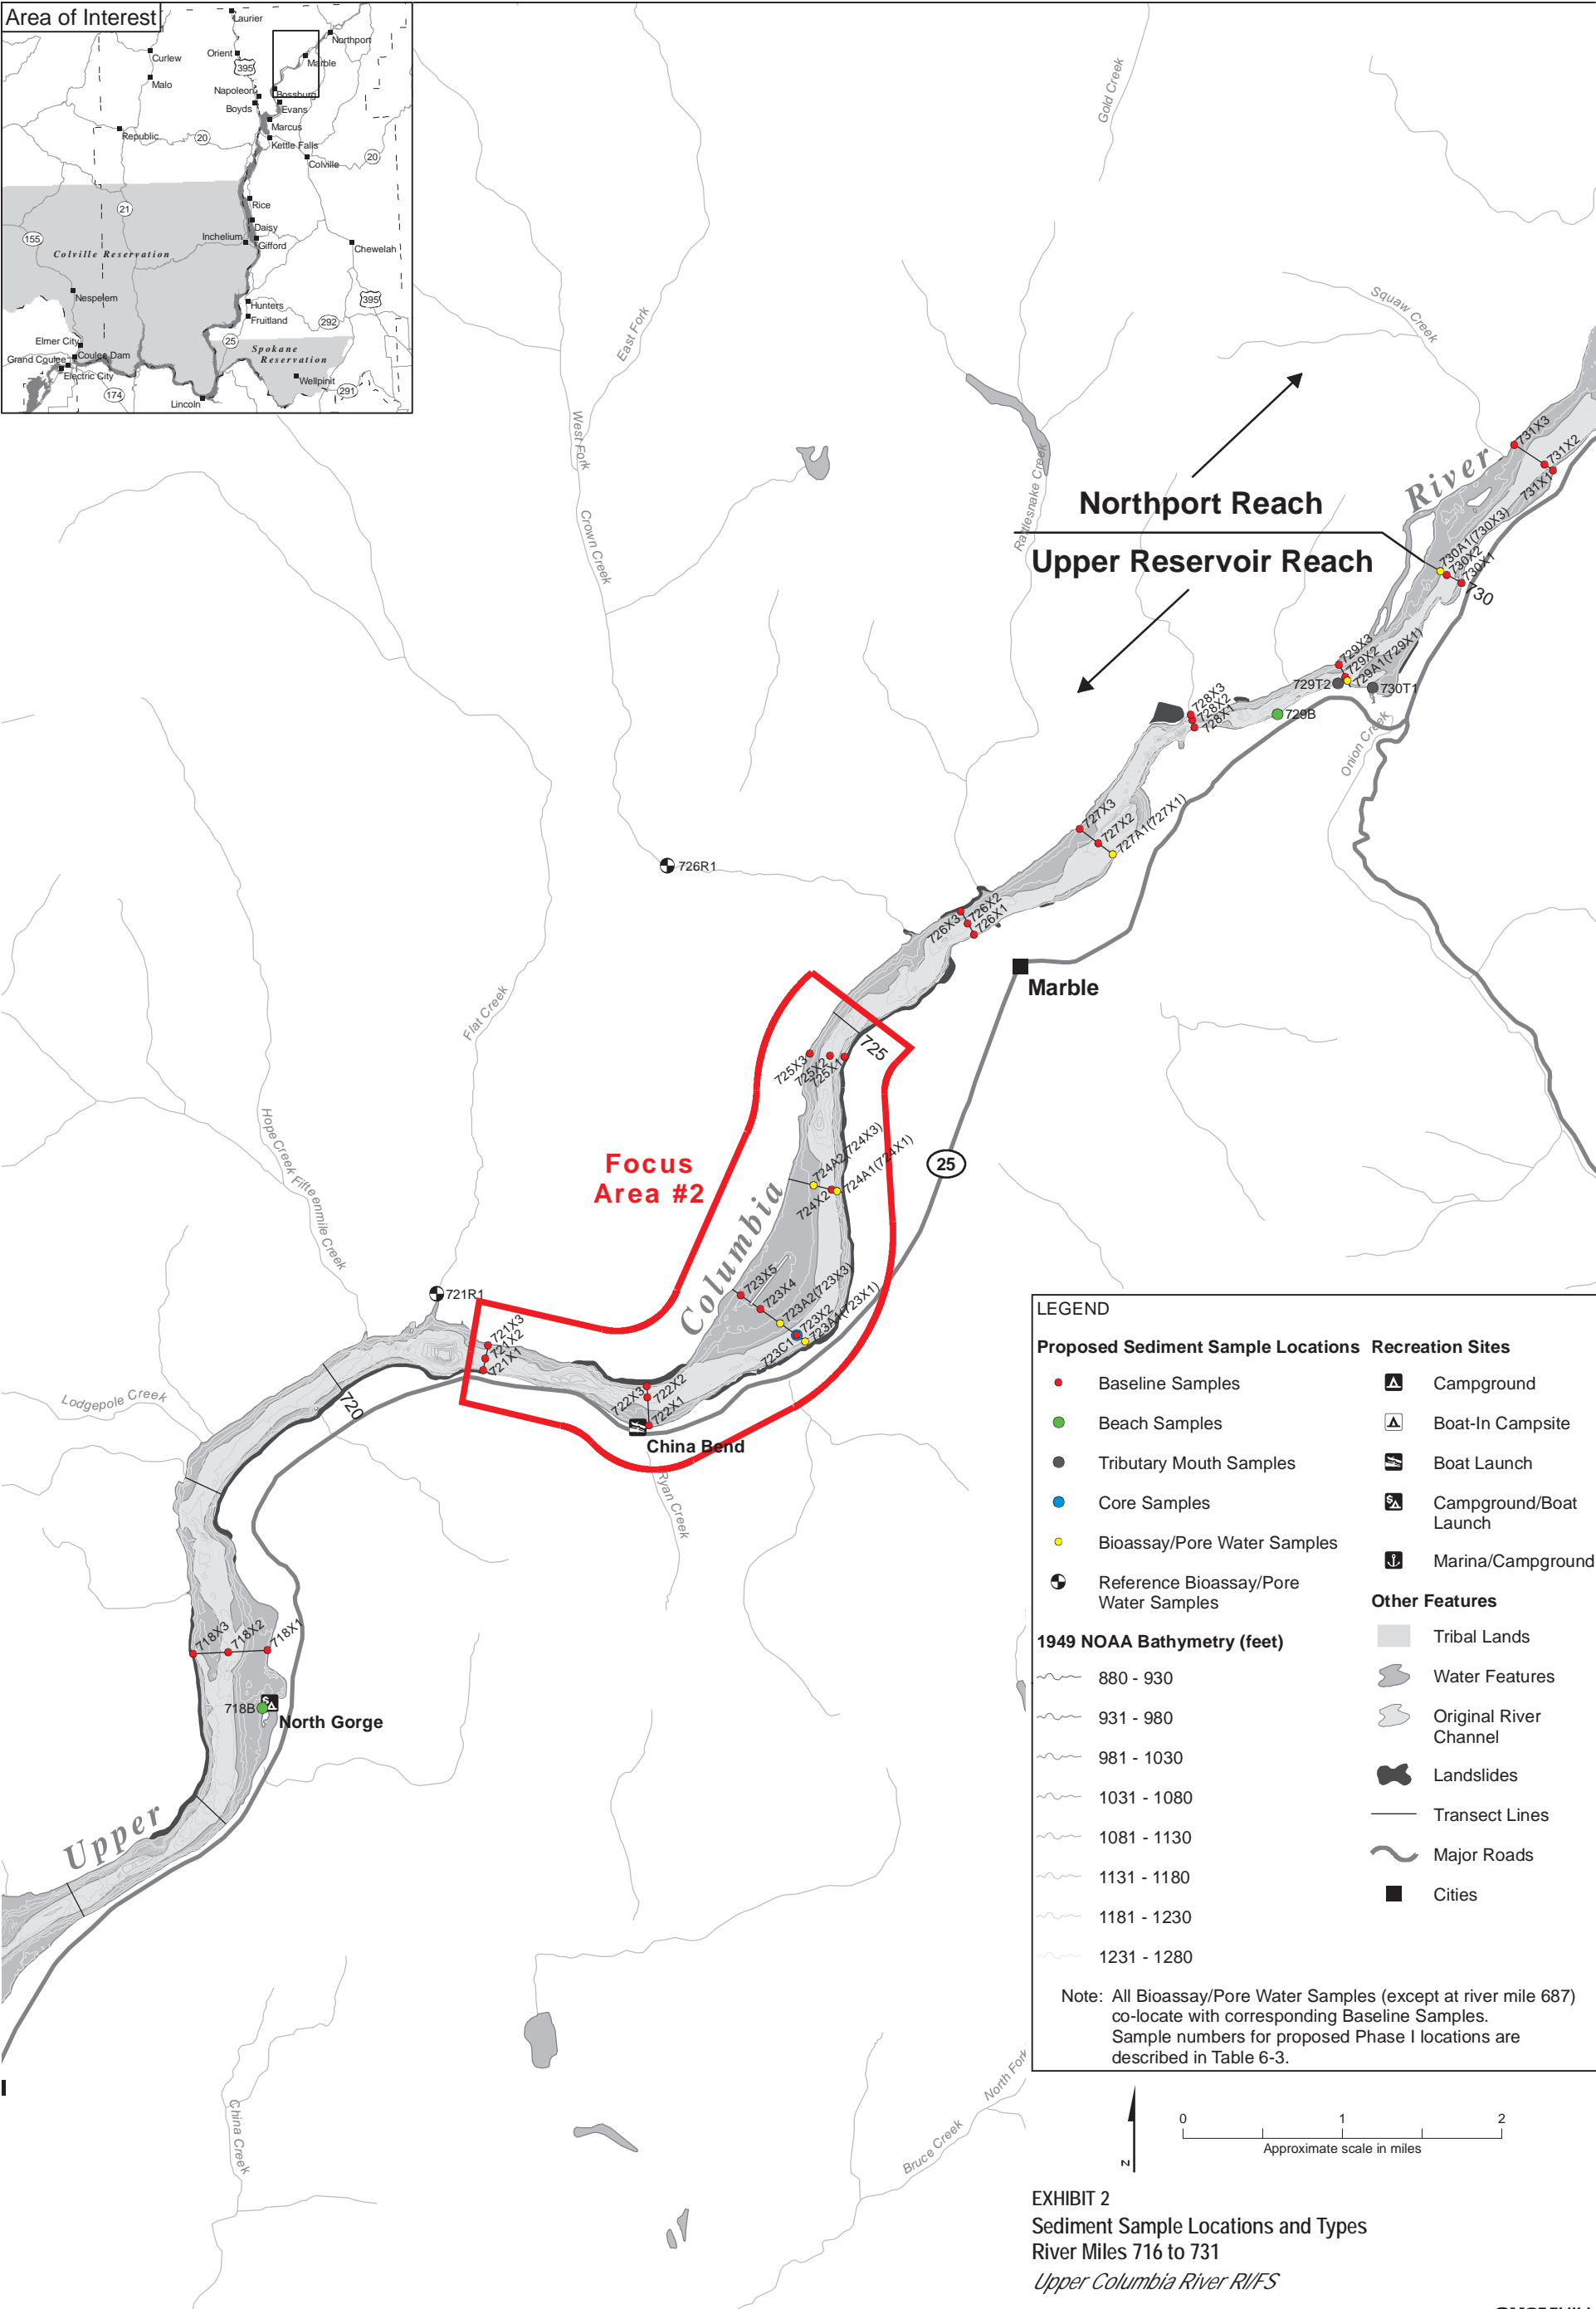 Area of Interest
Laurier
Northport
Curlew
Orient
395
Marble
Malo
Napoleon
Bossburg
Boyds
Evans
Marcus
Republic
20
Kettle Falls
Colville
20
21
Rice
Daisy
Inchelium
Gifford
155
Colville Reservation
Chewelah
Nespelem
Hunters
395
Fruitland
292
25
Elmer City
Spokane
Reservation
Grand Coulee
Coulee Dam
Electric City
Wellpinit
174
291
Lincoln
Gold Creek
East Fork
West Fork
Crown Creek
Squaw Creek
Rattlesnake Creek
Northport Reach
Upper Reservoir Reach
River
731X3
731X2
731X1
730A1(730X3)
730X2
730X1
730
729X3
729X2
729A1(729X1)
729T2
730T1
729B
Onion Creek
728X3
728X2
728X1
727X3
727X2
727A1(727X1)
726R1
726X3
726X2
726X1
Marble
Flat Creek
725
725X3
725X2
725X1
Hope Creek
Fifteenmile Creek
Focus
Area #2
724A2(724X3)
724A1(724X1)
724X2
25
Columbia
723X5
723X4
723A2(723X3)
723X2
723A1(723X1)
723C1
721R1
721X3
721X2
721X1
722X3
722X2
722X1
China Bend
Ryan Creek
720
Lodgepole Creek
718X3
718X2
718X1
718B
North Gorge
Upper
China Creek
North Fork
Bruce Creek
LEGEND
Proposed Sediment Sample Locations
Baseline Samples
Beach Samples
Tributary Mouth Samples
Core Samples
Bioassay/Pore Water Samples
Reference Bioassay/Pore
Water Samples
1949 NOAA Bathymetry (feet)
880 - 930
931 - 980
981 - 1030
1031 - 1080
1081 - 1130
1131 - 1180
1181 - 1230
1231 - 1280
Recreation Sites
Campground
Boat-In Campsite
Boat Launch
Campground/Boat
Launch
Marina/Campground
Other Features
Tribal Lands
Water Features
Original River
Channel
Landslides
Transect Lines
Major Roads
Cities
Note: All Bioassay/Pore Water Samples (except at river mile 687)
co-locate with corresponding Baseline Samples.
Sample numbers for proposed Phase I locations are
described in Table 6-3.
N
0 1 2
Approximate scale in miles
EXHIBIT 2
Sediment Sample Locations and Types
River Miles 716 to 731
Upper Columbia River RI/FS